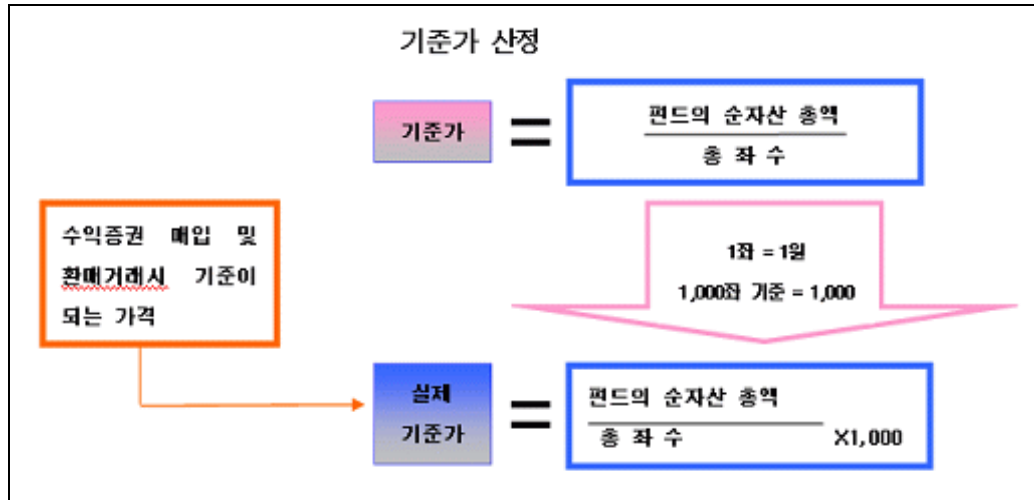 기준가 산정
기준가
=
펀드의 순자산 총액
총 좌 수
수익증권 매입 및
환매거래시 기준이
되는 가격
1좌 = 1원
1,000좌 기준 = 1,000
실제
기준가
=
펀드의 순자산 총액
총 좌 수 X1,000